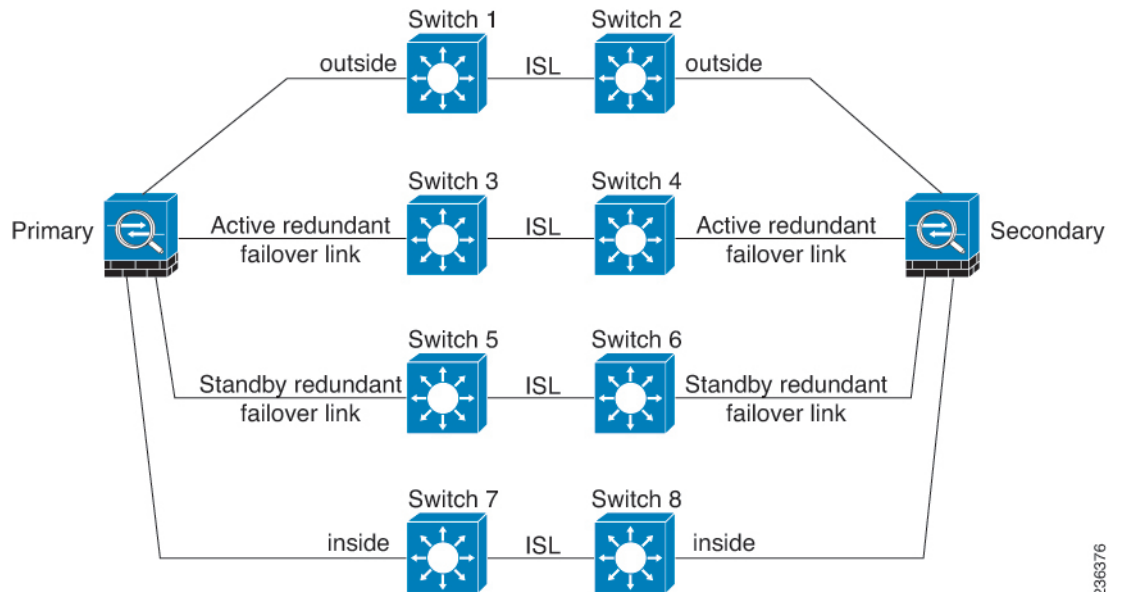 Switch 1
Switch 2
outside
ISL
outside
Switch 3
Switch 4
Primary
Active redundant
failover link
ISL
Active redundant
failover link
Secondary
Switch 5
Switch 6
Standby redundant
failover link
ISL
Standby redundant
failover link
Switch 7
Switch 8
inside
ISL
inside
236376